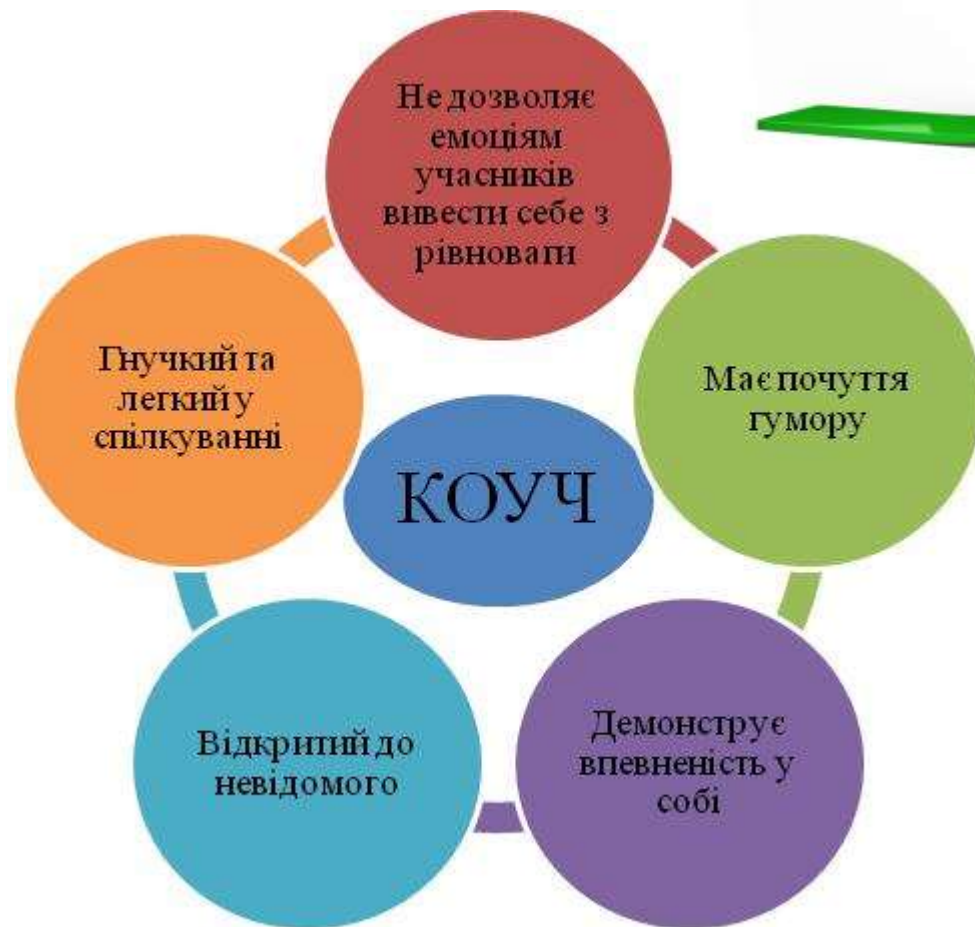 Не дозволяє
емоціям
учасників
вивести себе з
рівноваги
Має почуття
гумору
Демонструє
впевненість у
собі
Відкритий до
невідомого
Гнучкий та
легкий у
спілкуванні
КОУЧ